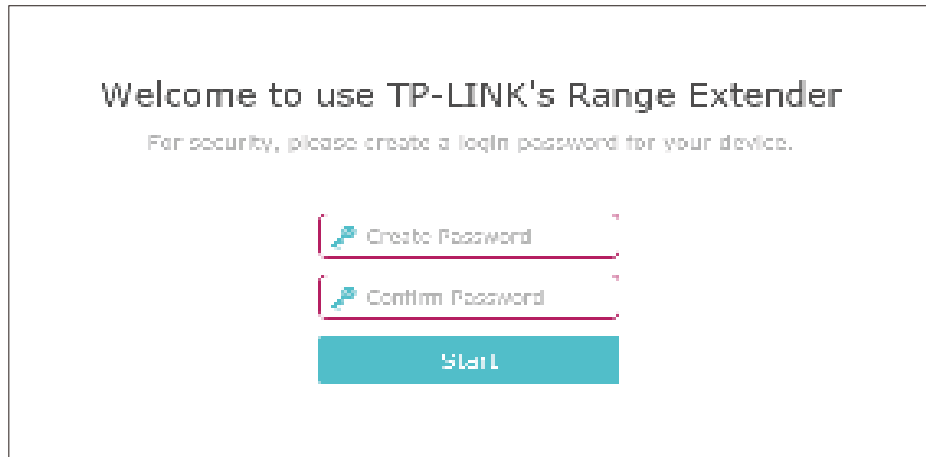 Welcome to use TP-LINK's Range Extender
For security, please create a login password for your device.
Create Password
Confirm Password
Start